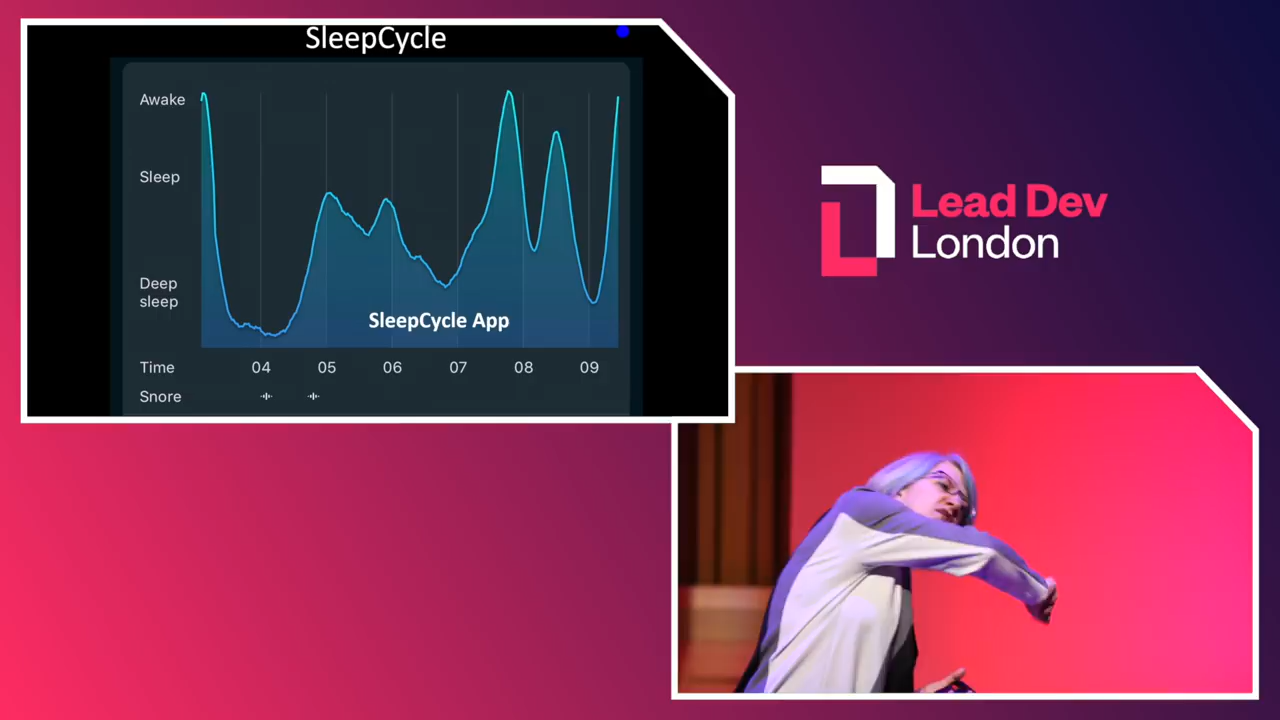 SleepCycle
Awake
Sleep
Deep
sleep
SleepCycle App
Time 04 05 06 07 08 09
Snore
Lead Dev
London